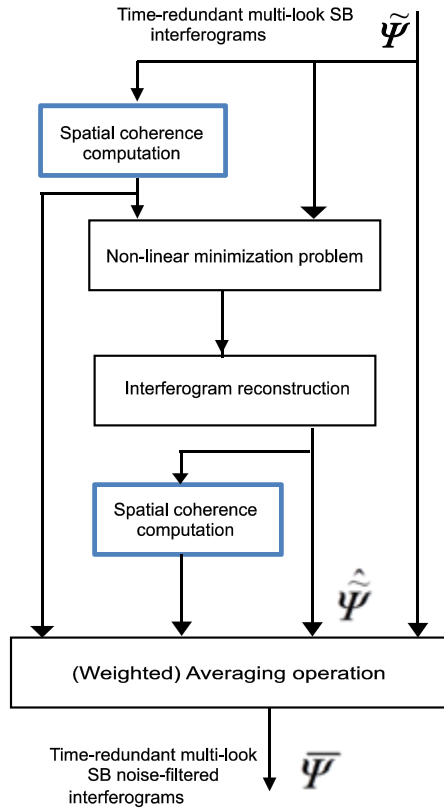 Time-redundant multi-look SB
interferograms
Ψ̃
Spatial coherence
computation
Non-linear minimization problem
Interferogram reconstruction
Spatial coherence
computation
Ψ̃̂
(Weighted) Averaging operation
Time-redundant multi-look
SB noise-filtered
interferograms
Ψ̅